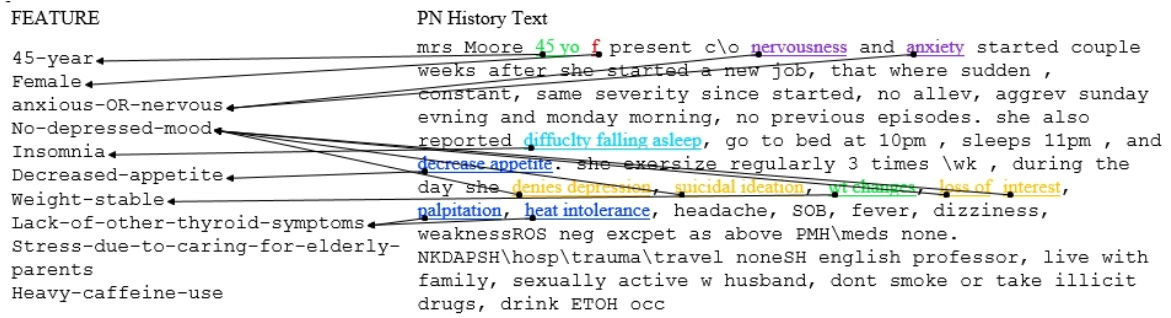 FEATURE
45-year
Female
anxious-OR-nervous
No-depressed-mood
Insomnia
Decreased-appetite
Weight-stable
Lack-of-other-thyroid-symptoms
Stress-due-to-caring-for-elderly-
parents
Heavy-caffeine-use
PN History Text
mrs Moore 45 yo f present c\o nervousness and anxiety started couple
weeks after she started a new job, that where sudden ,
constant, same severity since started, no allev, aggrev sunday
evning and monday morning, no previous episodes. she also
reported diffuclty falling asleep, go to bed at 10pm , sleeps 11pm , and
decrease appetite. she exersize regularly 3 times \wk , during the
day she denies depression, suicidal ideation, wt changes, loss of interest,
palpitation, heat intolerance, headache, SOB, fever, dizziness,
weaknessROS neg excpet as above PMH\meds none.
NKDAPSH\hosp\trauma\travel noneSH english professor, live with
family, sexually active w husband, dont smoke or take illicit
drugs, drink ETOH occ